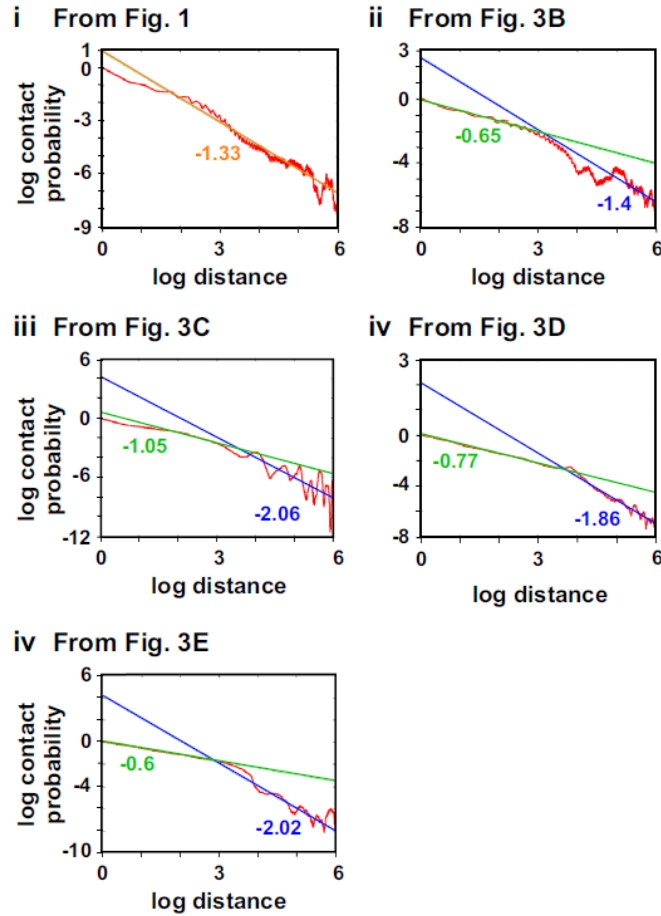 i From Fig. 1
1
0
-3
-6
-9
-1.33
0 3 6
log contact
probability
log distance
ii From Fig. 3B
3
0
-4
-8
-0.65
-1.4
0 3 6
log contact
probability
log distance
iii From Fig. 3C
6
0
-6
-12
-1.05
-2.06
0 3 6
log contact
probability
log distance
iv From Fig. 3D
3
0
-4
-8
-0.77
-1.86
0 3 6
log contact
probability
log distance
iv From Fig. 3E
6
0
-4
-10
-0.6
-2.02
0 3 6
log contact
probability
log distance